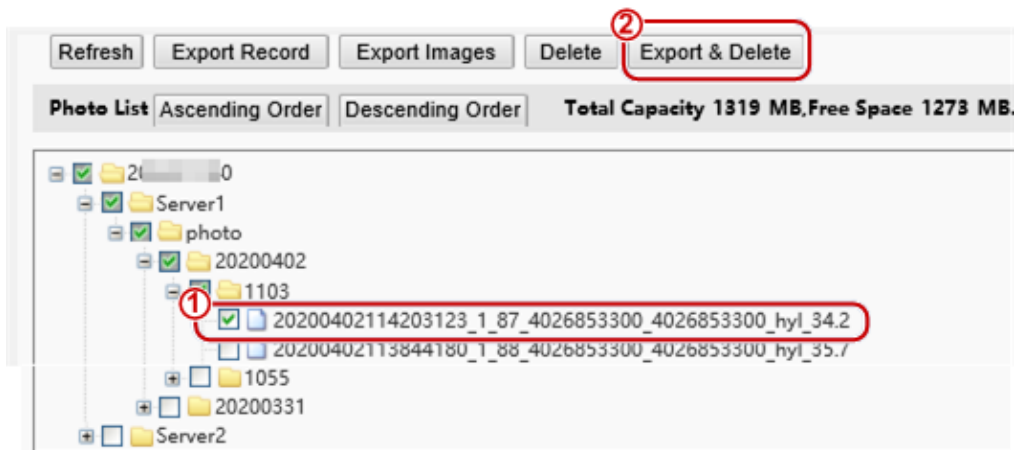 ②
Refresh Export Record Export Images Delete Export & Delete
Photo List Ascending Order Descending Order Total Capacity 1319 MB,Free Space 1273 MB.
Server1
photo
20200402
1103
①
20200402114203123_1_87_4026853300_4026853300_hyl_34.2
20200402113844180_1_88_4026853300_4026853300_hyl_35.7
1055
20200331
Server2